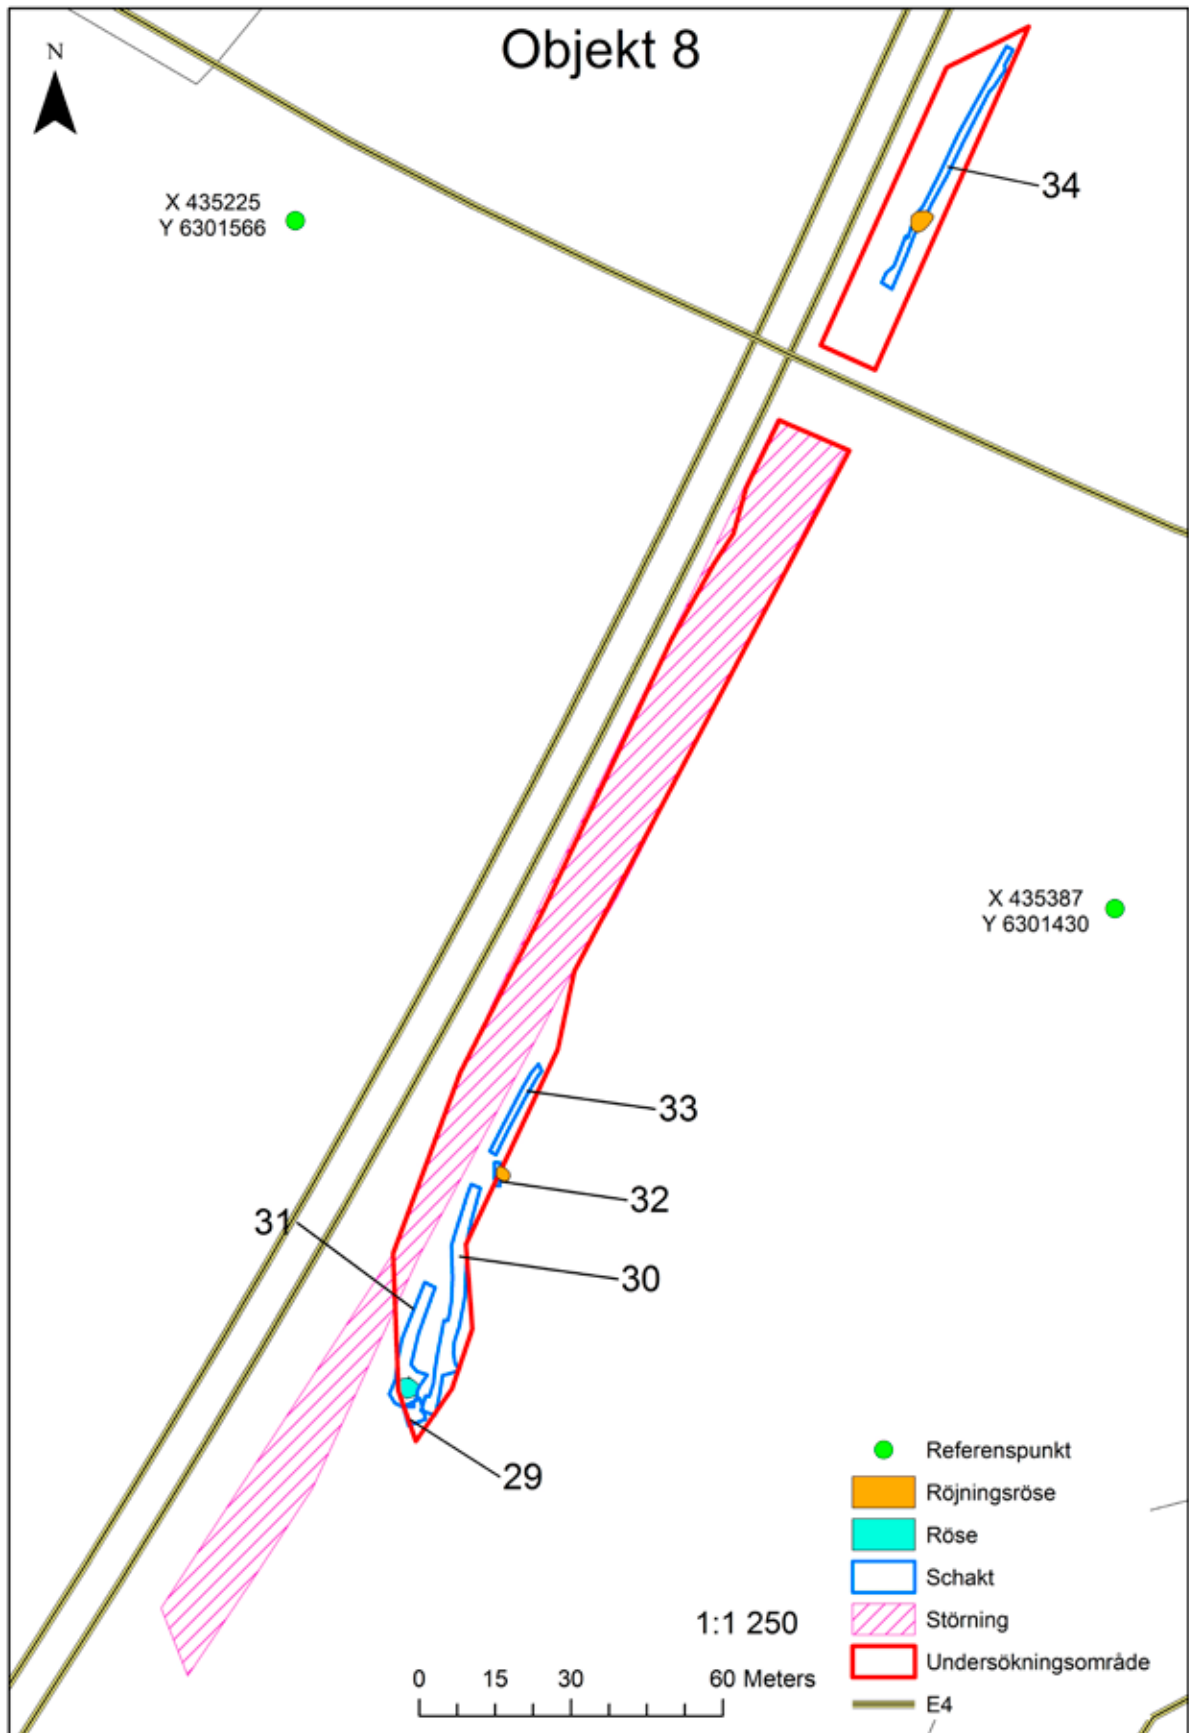 Objekt 8
N
X 435225
Y 6301566
34
X 435387
Y 6301430
33
32
31
30
29
Referenspunkt
Röjningsröse
Röse
Schakt
Störning
Undersökningsområde
E4
1:1 250
0 15 30 60 Meters